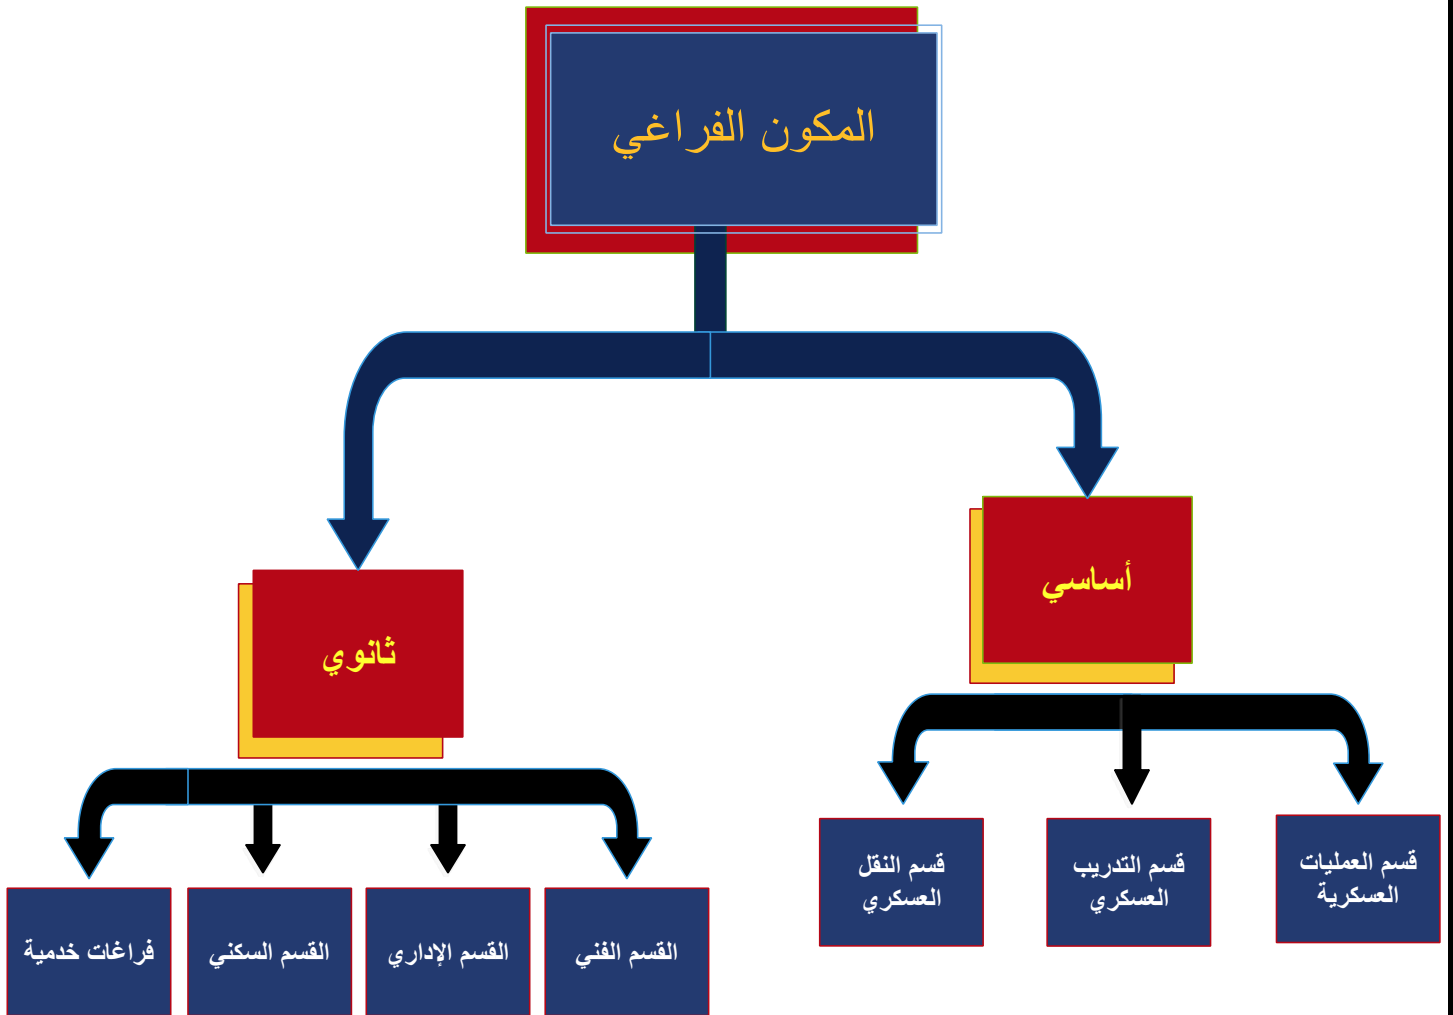 المكون الفراغي
أساسي
ثانوي
قسم العمليات
العسكرية
قسم التدريب
العسكري
قسم النقل
العسكري
القسم الفني
القسم الإداري
القسم السكني
فراغات خدمية